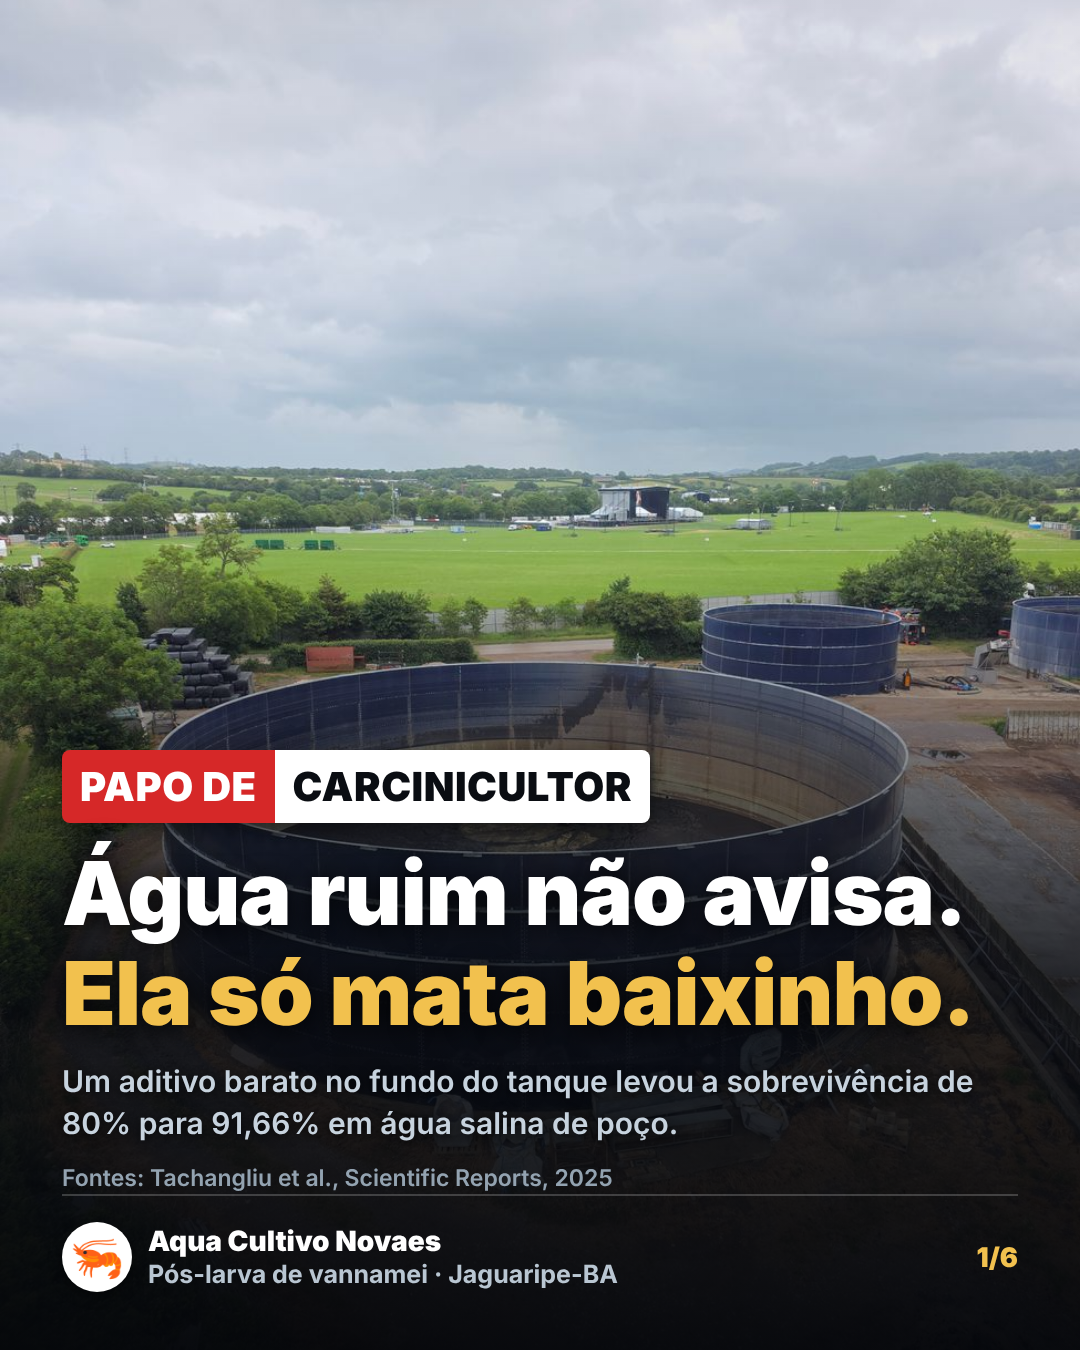 PAPO DE CARCINICULTOR
Água ruim não avisa.
Ela só mata baixinho.
Um aditivo barato no fundo do tanque levou a sobrevivência de
80% para 91,66% em água salina de poço.
Fontes: Tachangliu et al., Scientific Reports, 2025
Aqua Cultivo Novaes
Pós-larva de vannamei · Jaguaripe-BA
1/6